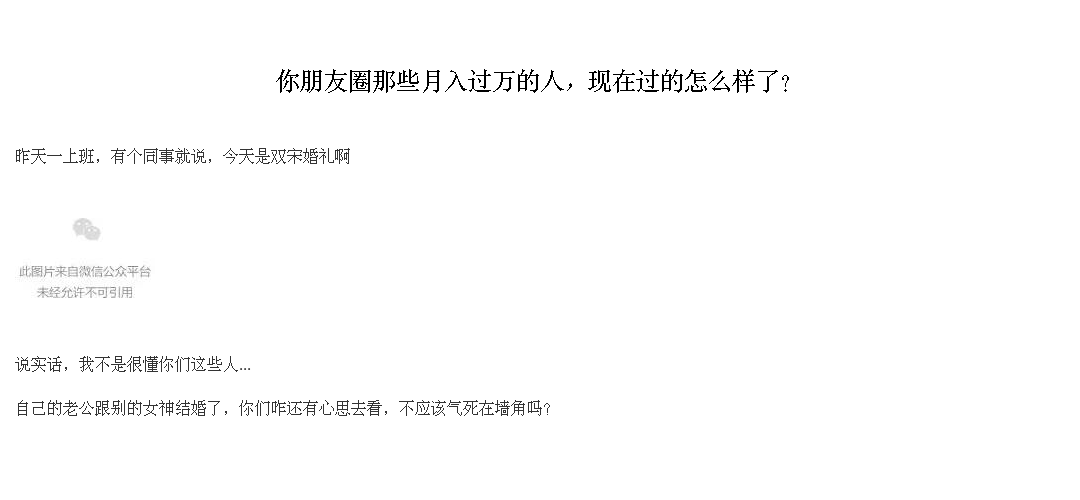 你朋友圈那些月入过万的人，现在过的怎么样了？
昨天一上班，有个同事就说，今天是双宋婚礼啊
此图片来自微信公众平台
未经允许不可引用
说实话，我不是很懂你们这些人...
自己的老公跟别的女神结婚了，你们咋还有心思去看，不应该气死在墙角吗？